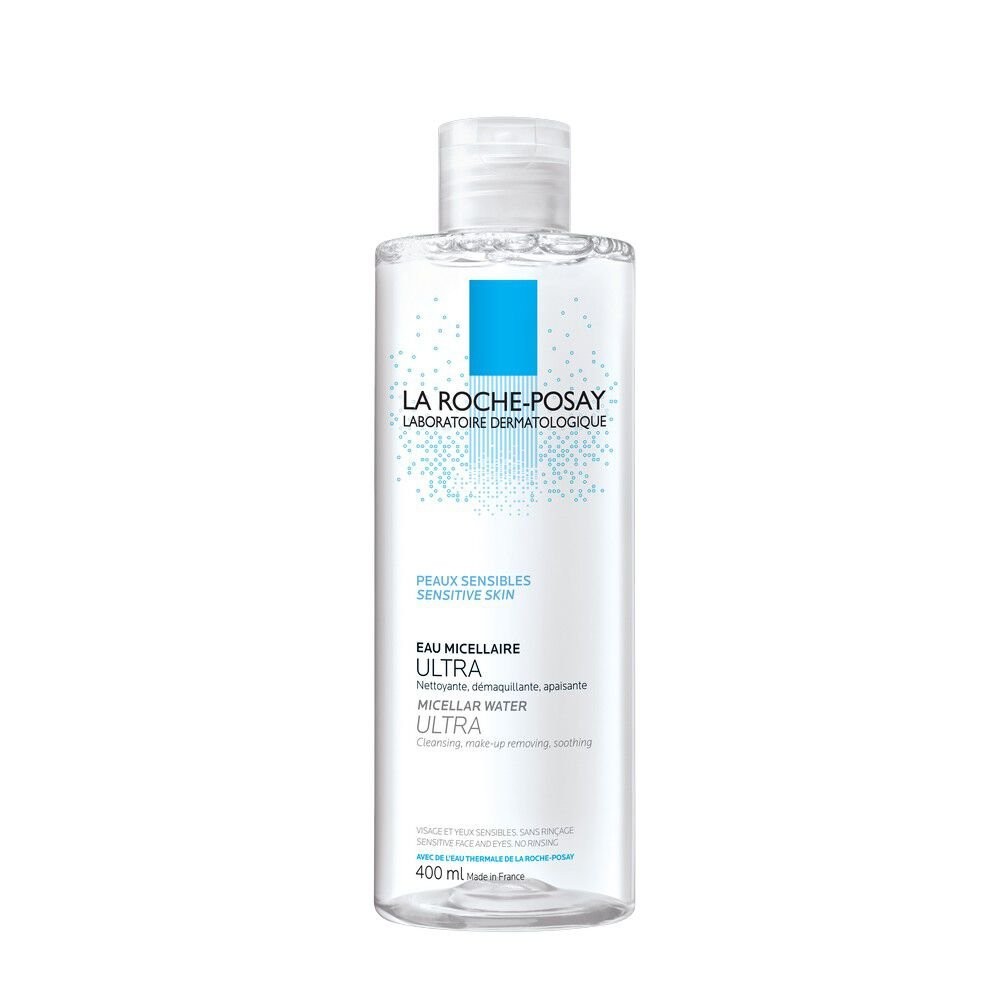 LA ROCHE-POSAY
LABORATOIRE DERMATOLOGIQUE
PEAUX SENSIBLES
SENSITIVE SKIN
EAU MICELLAIRE
ULTRA
Nettoyante, démaquillante, apaisante
MICELLAR WATER
ULTRA
Cleansing, make-up removing, soothing
VISAGE ET YEUX SENSIBLES. SANS RINÇAGE
SENSITIVE FACE AND EYES. NO RINSING
AVEC DE L'EAU THERMALE DE LA ROCHE-POSAY
400 ml Made in France